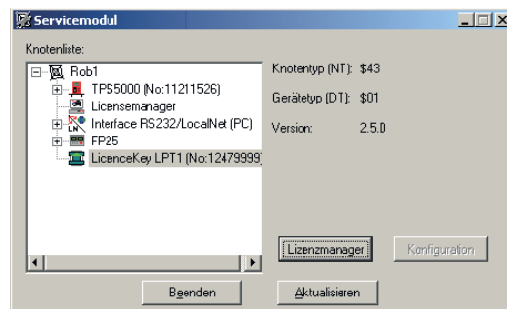 Servicemodul
Knotenliste:
Rob1
TPS5000 (No:11211526)
Licensemanager
Interface RS232/LocalNet (PC)
FP25
LicenceKey LPT1 (No:12479999)
Knotentyp (NT): $43
Gerätetyp (DT): $01
Version: 2.5.0
Lizenzmanager
Konfiguration
Beenden
Aktualisieren